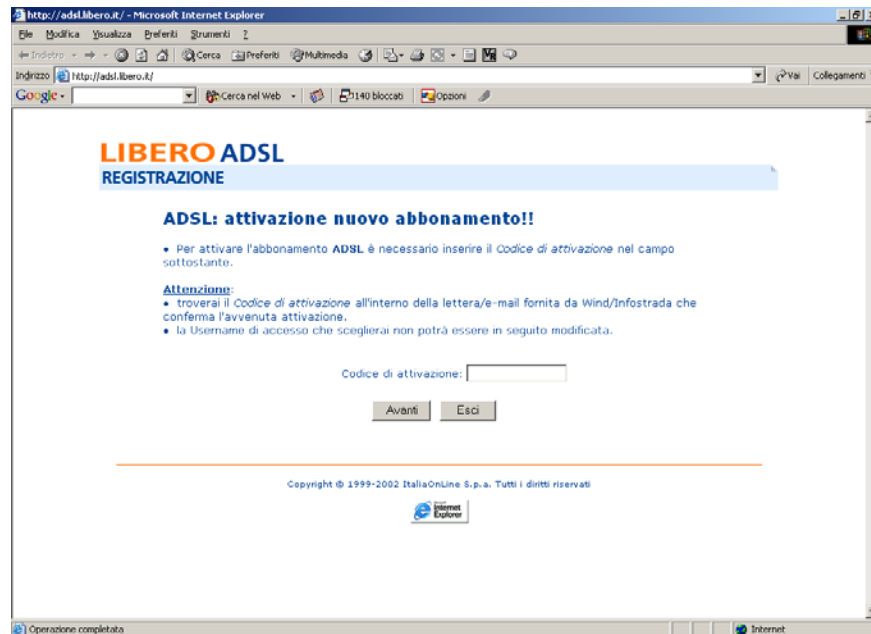 http://adsl.libero.it/ - Microsoft Internet Explorer
File Modifica Visualizza Preferiti Strumenti ?
Indietro Cerca Preferiti Multimedia
Indirizzo http://adsl.libero.it/ Vai Collegamenti
Google Cerca nel Web 140 bloccati Opzioni
LIBERO ADSL
REGISTRAZIONE
ADSL: attivazione nuovo abbonamento!!
• Per attivare l'abbonamento ADSL è necessario inserire il Codice di attivazione nel campo
sottostante.
Attenzione:
• troverai il Codice di attivazione all'interno della lettera/e-mail fornita da Wind/Infostrada che
conferma l'avvenuta attivazione.
• la Username di accesso che sceglierai non potrà essere in seguito modificata.
Codice di attivazione:
Avanti Esci
Copyright © 1999-2002 ItaliaOnLine S.p.a. Tutti i diritti riservati
Microsoft
Internet
Explorer
Operazione completata Internet